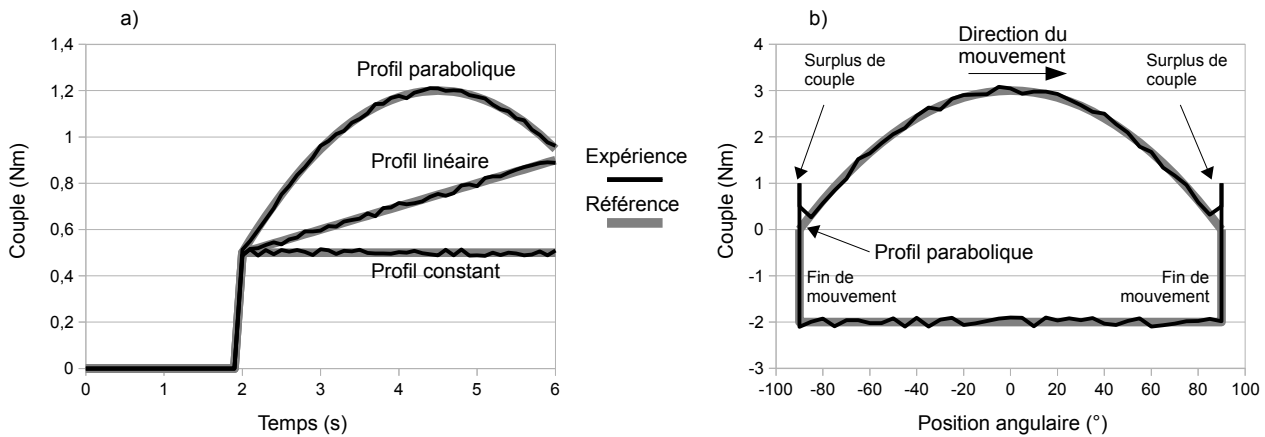 a)
1,4
1,2
1
0,8
0,6
0,4
0,2
0
Couple (Nm)
Profil parabolique
Profil linéaire
Profil constant
0 1 2 3 4 5 6
Temps (s)
Expérience
Référence
b)
4
3
2
1
0
-1
-2
-3
Couple (Nm)
Direction du
mouvement
Surplus de
couple
Surplus de
couple
Profil parabolique
Fin de
mouvement
Fin de
mouvement
-100 -80 -60 -40 -20 0 20 40 60 80 100
Position angulaire (°)